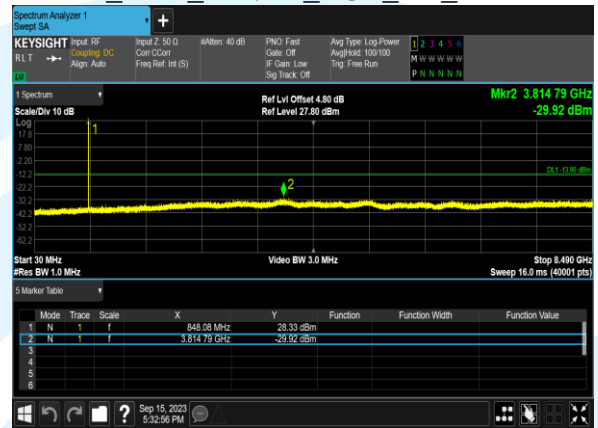 Spectrum Analyzer 1
Swept SA
+
KEYSIGHT Input: RF Input Z: 50 Ω #Atten: 40 dB PNO: Fast Avg Type: Log-Power 1 2 3 4 5 6
RLT Coupling: DC Corr CCorr Gate: Off Avg|Hold: 100/100 M W W W W W
Align: Auto Freq Ref: Int (S) IF Gain: Low Trig: Free Run
Sig Track: Off P N N N N N
1 Spectrum Mkr2 3.814 79 GHz
Ref Lvl Offset 4.80 dB
Scale/Div 10 dB Ref Level 27.80 dBm -29.92 dBm
Log
17.8 1
7.80
-2.20
DL1 -13.00 dBm
-12.2
2
-22.2
-32.2
-42.2
-52.2
-62.2
Start 30 MHz Video BW 3.0 MHz Stop 8.490 GHz
#Res BW 1.0 MHz Sweep 16.0 ms (40001 pts)
5 Marker Table
Mode Trace Scale X Y Function Function Width Function Value
1 N 1 f 848.08 MHz 28.33 dBm
2 N 1 f 3.814 79 GHz -29.92 dBm
3
4
5
6
? Sep 15, 2023
5:32:56 PM